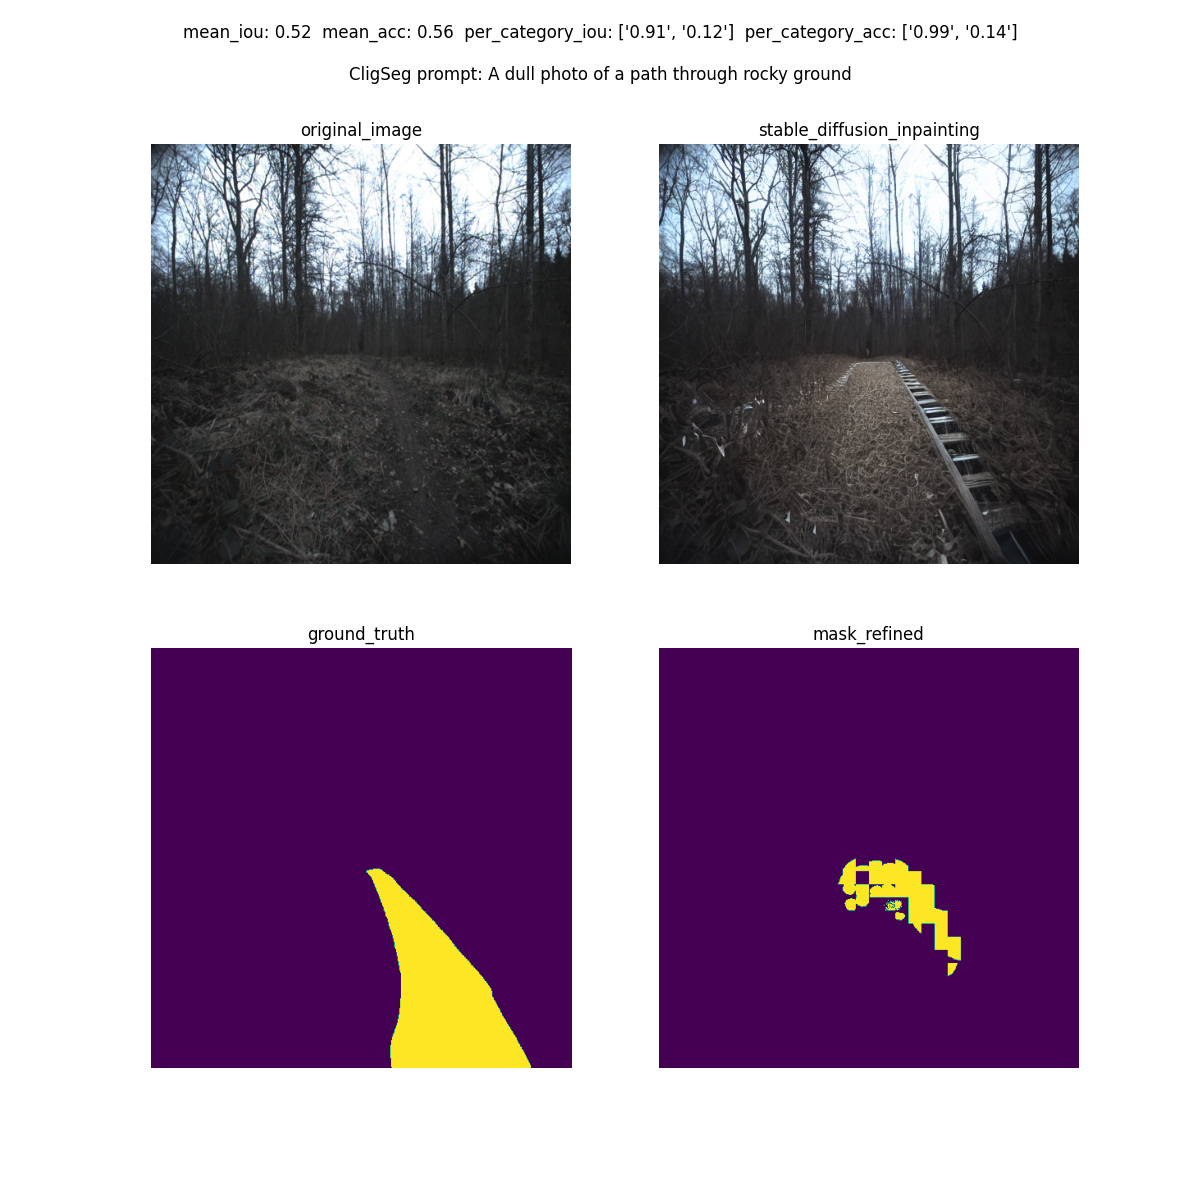 mean_iou: 0.52  mean_acc: 0.56  per_category_iou: ['0.91', '0.12']  per_category_acc: ['0.99', '0.14']
CligSeg prompt: A dull photo of a path through rocky ground
original_image
stable_diffusion_inpainting
ground_truth
mask_refined